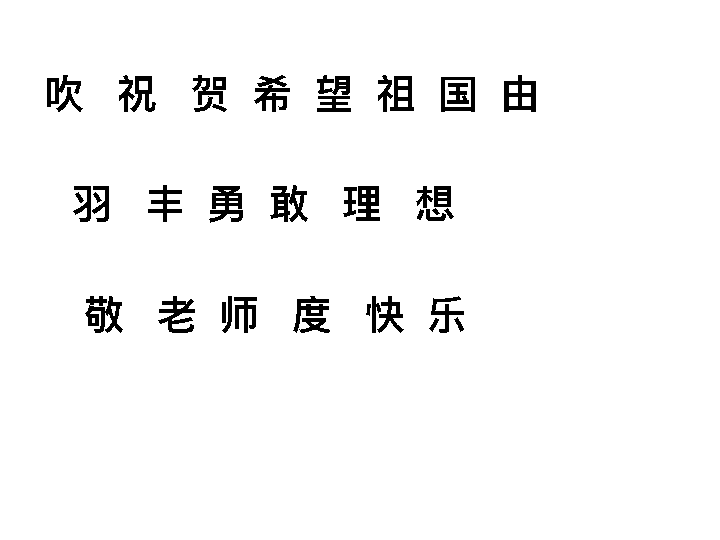 吹 祝 贺 希 望 祖 国 由
羽 丰 勇 敢 理 想
敬 老 师 度 快 乐